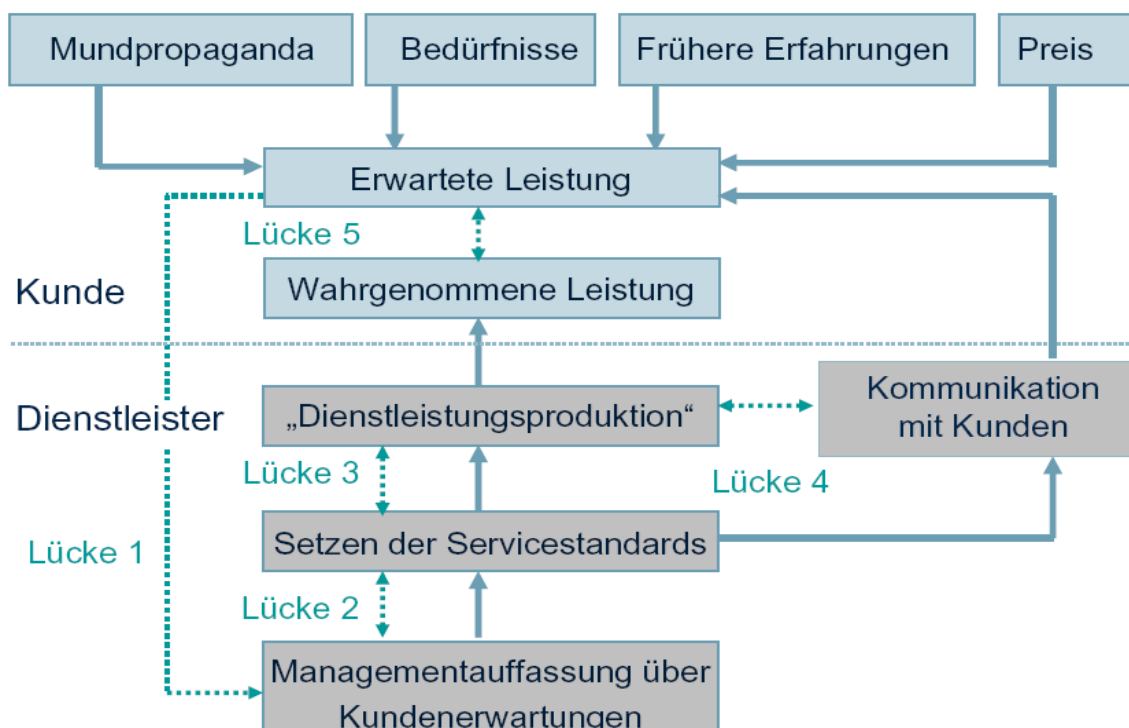 Mundpropaganda
Bedürfnisse
Frühere Erfahrungen
Preis
Erwartete Leistung
Lücke 5
Wahrgenommene Leistung
Kunde
Dienstleister
„Dienstleistungsproduktion“
Kommunikation
mit Kunden
Lücke 3
Lücke 4
Setzen der Servicestandards
Lücke 1
Lücke 2
Managementauffassung über
Kundenerwartungen